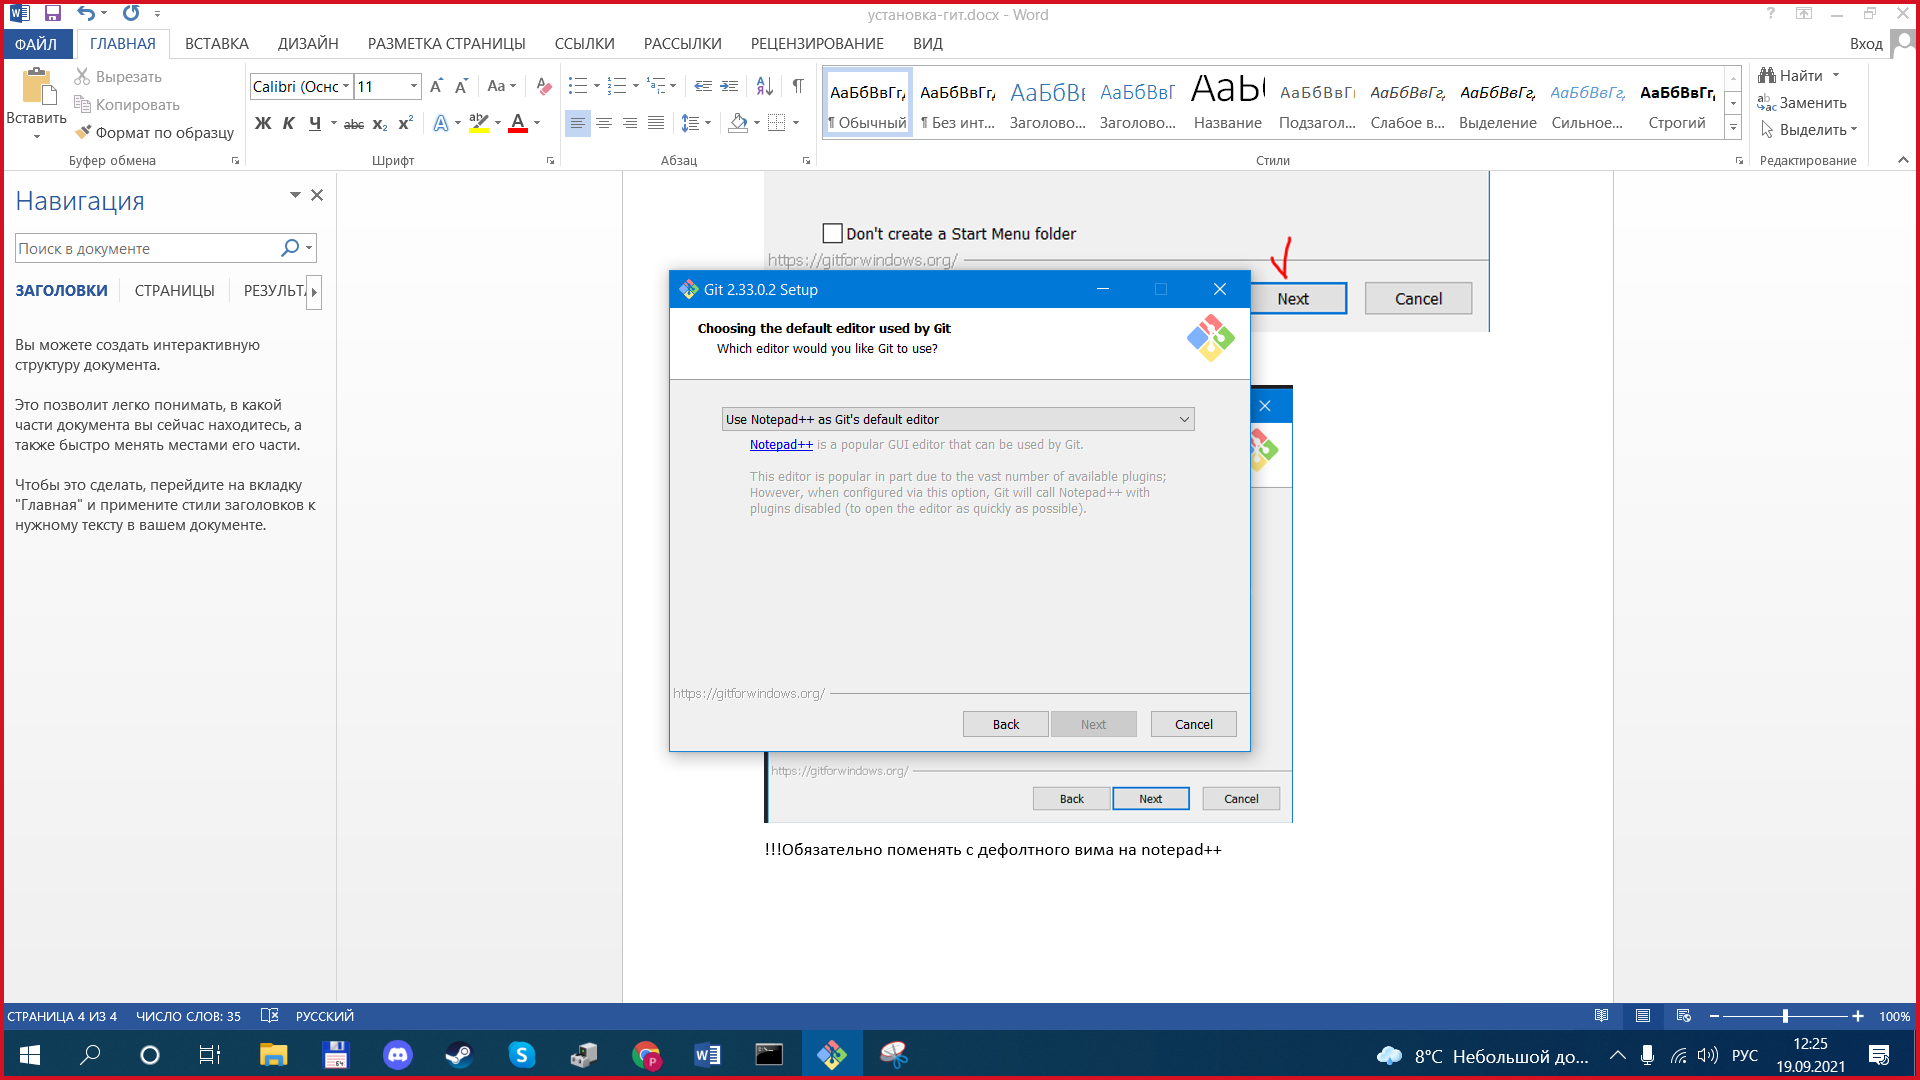 установка-гит.docx - Word
ФАЙЛ
ГЛАВНАЯ
ВСТАВКА
ДИЗАЙН
РАЗМЕТКА СТРАНИЦЫ
ССЫЛКИ
РАССЫЛКИ
РЕЦЕНЗИРОВАНИЕ
ВИД
Вход
Вставить
Вырезать
Копировать
Формат по образцу
Буфер обмена
Calibri (Оснс
11
Шрифт
Абзац
АаБбВвГг,
¶ Обычный
АаБбВвГг,
¶ Без инт...
АаБбВ
Заголово...
АаБбВвГ
Заголово...
Название
АаБбВвГ
Подзагол...
АаБбВвГг,
Слабое в...
АаБбВвГг,
Выделение
АаБбВвГг,
Сильное...
АаБбВвГг,
Строгий
Стили
Найти
Заменить
Выделить
Редактирование
Навигация
Поиск в документе
ЗАГОЛОВКИ
СТРАНИЦЫ
РЕЗУЛЬТА
Вы можете создать интерактивную
структуру документа.
Это позволит легко понимать, в какой
части документа вы сейчас находитесь, а
также быстро менять местами его части.
Чтобы это сделать, перейдите на вкладку
"Главная" и примените стили заголовков к
нужному тексту в вашем документе.
Don't create a Start Menu folder
https://gitforwindows.org/
Next
Cancel
Git 2.33.0.2 Setup
Choosing the default editor used by Git
Which editor would you like Git to use?
Use Notepad++ as Git's default editor
Notepad++ is a popular GUI editor that can be used by Git.
This editor is popular in part due to the vast number of available plugins;
However, when configured via this option, Git will call Notepad++ with
plugins disabled (to open the editor as quickly as possible).
https://gitforwindows.org/
Back
Next
Cancel
https://gitforwindows.org/
Back
Next
Cancel
!!!Обязательно поменять с дефолтного вима на notepad++
СТРАНИЦА 4 ИЗ 4
ЧИСЛО СЛОВ: 35
РУССКИЙ
100%
8°C Небольшой до...
РУС
12:25
19.09.2021